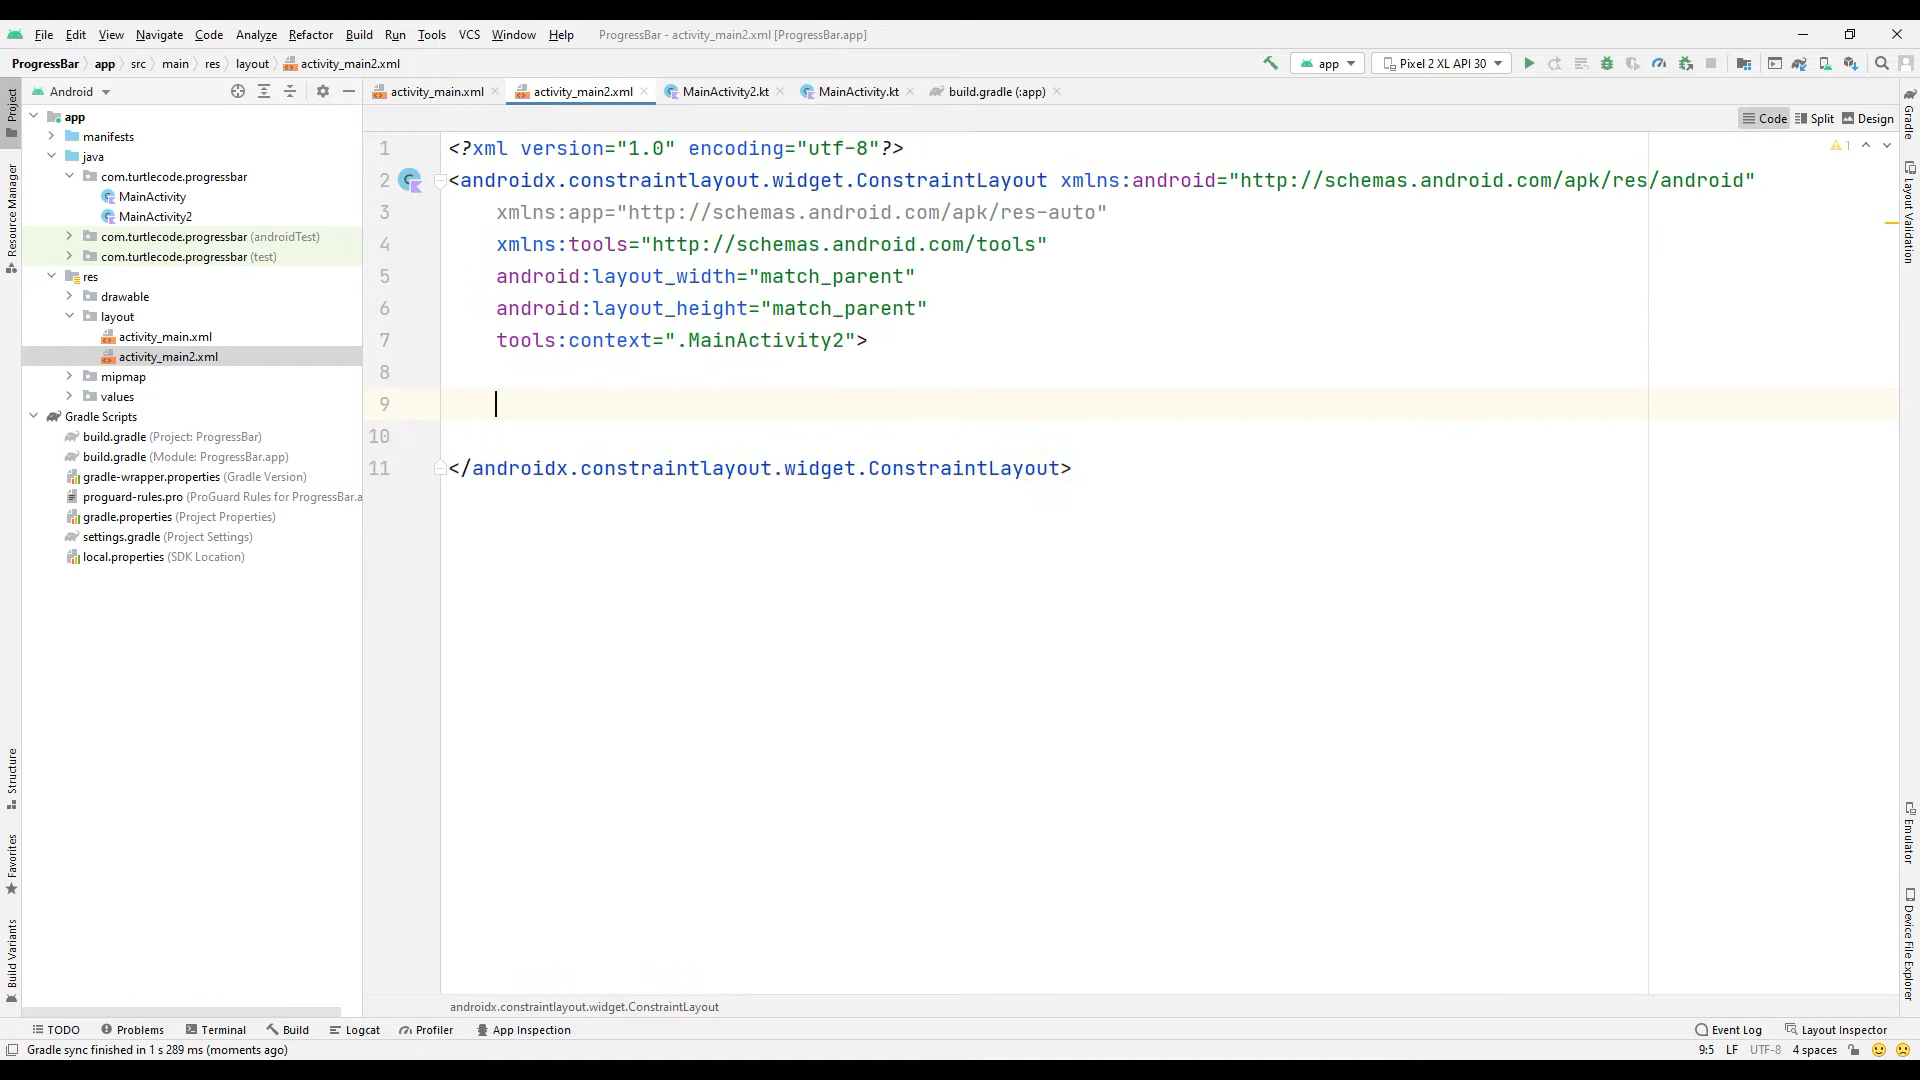 File Edit View Navigate Code Analyze Refactor Build Run Tools VCS Window Help ProgressBar - activity_main2.xml [ProgressBar.app]
ProgressBar app src main res layout activity_main2.xml app Pixel 2 XL API 30
Android activity_main.xml activity_main2.xml MainActivity2.kt MainActivity.kt build.gradle (:app)
Code Split Design
Project
Resource Manager
Structure
Favorites
Build Variants
app
manifests
java
com.turtlecode.progressbar
MainActivity
MainActivity2
com.turtlecode.progressbar (androidTest)
com.turtlecode.progressbar (test)
res
drawable
layout
activity_main.xml
activity_main2.xml
mipmap
values
Gradle Scripts
build.gradle (Project: ProgressBar)
build.gradle (Module: ProgressBar.app)
gradle-wrapper.properties (Gradle Version)
proguard-rules.pro (ProGuard Rules for ProgressBar.a
gradle.properties (Project Properties)
settings.gradle (Project Settings)
local.properties (SDK Location)
1 <?xml version="1.0" encoding="utf-8"?>
2 <androidx.constraintlayout.widget.ConstraintLayout xmlns:android="http://schemas.android.com/apk/res/android"
3 xmlns:app="http://schemas.android.com/apk/res-auto"
4 xmlns:tools="http://schemas.android.com/tools"
5 android:layout_width="match_parent"
6 android:layout_height="match_parent"
7 tools:context=".MainActivity2">
8
9
10
11 </androidx.constraintlayout.widget.ConstraintLayout>
1
Gradle
Layout Validation
Emulator
Device File Explorer
androidx.constraintlayout.widget.ConstraintLayout
TODO Problems Terminal Build Logcat Profiler App Inspection Event Log Layout Inspector
Gradle sync finished in 1 s 289 ms (moments ago) 9:5 LF UTF-8 4 spaces